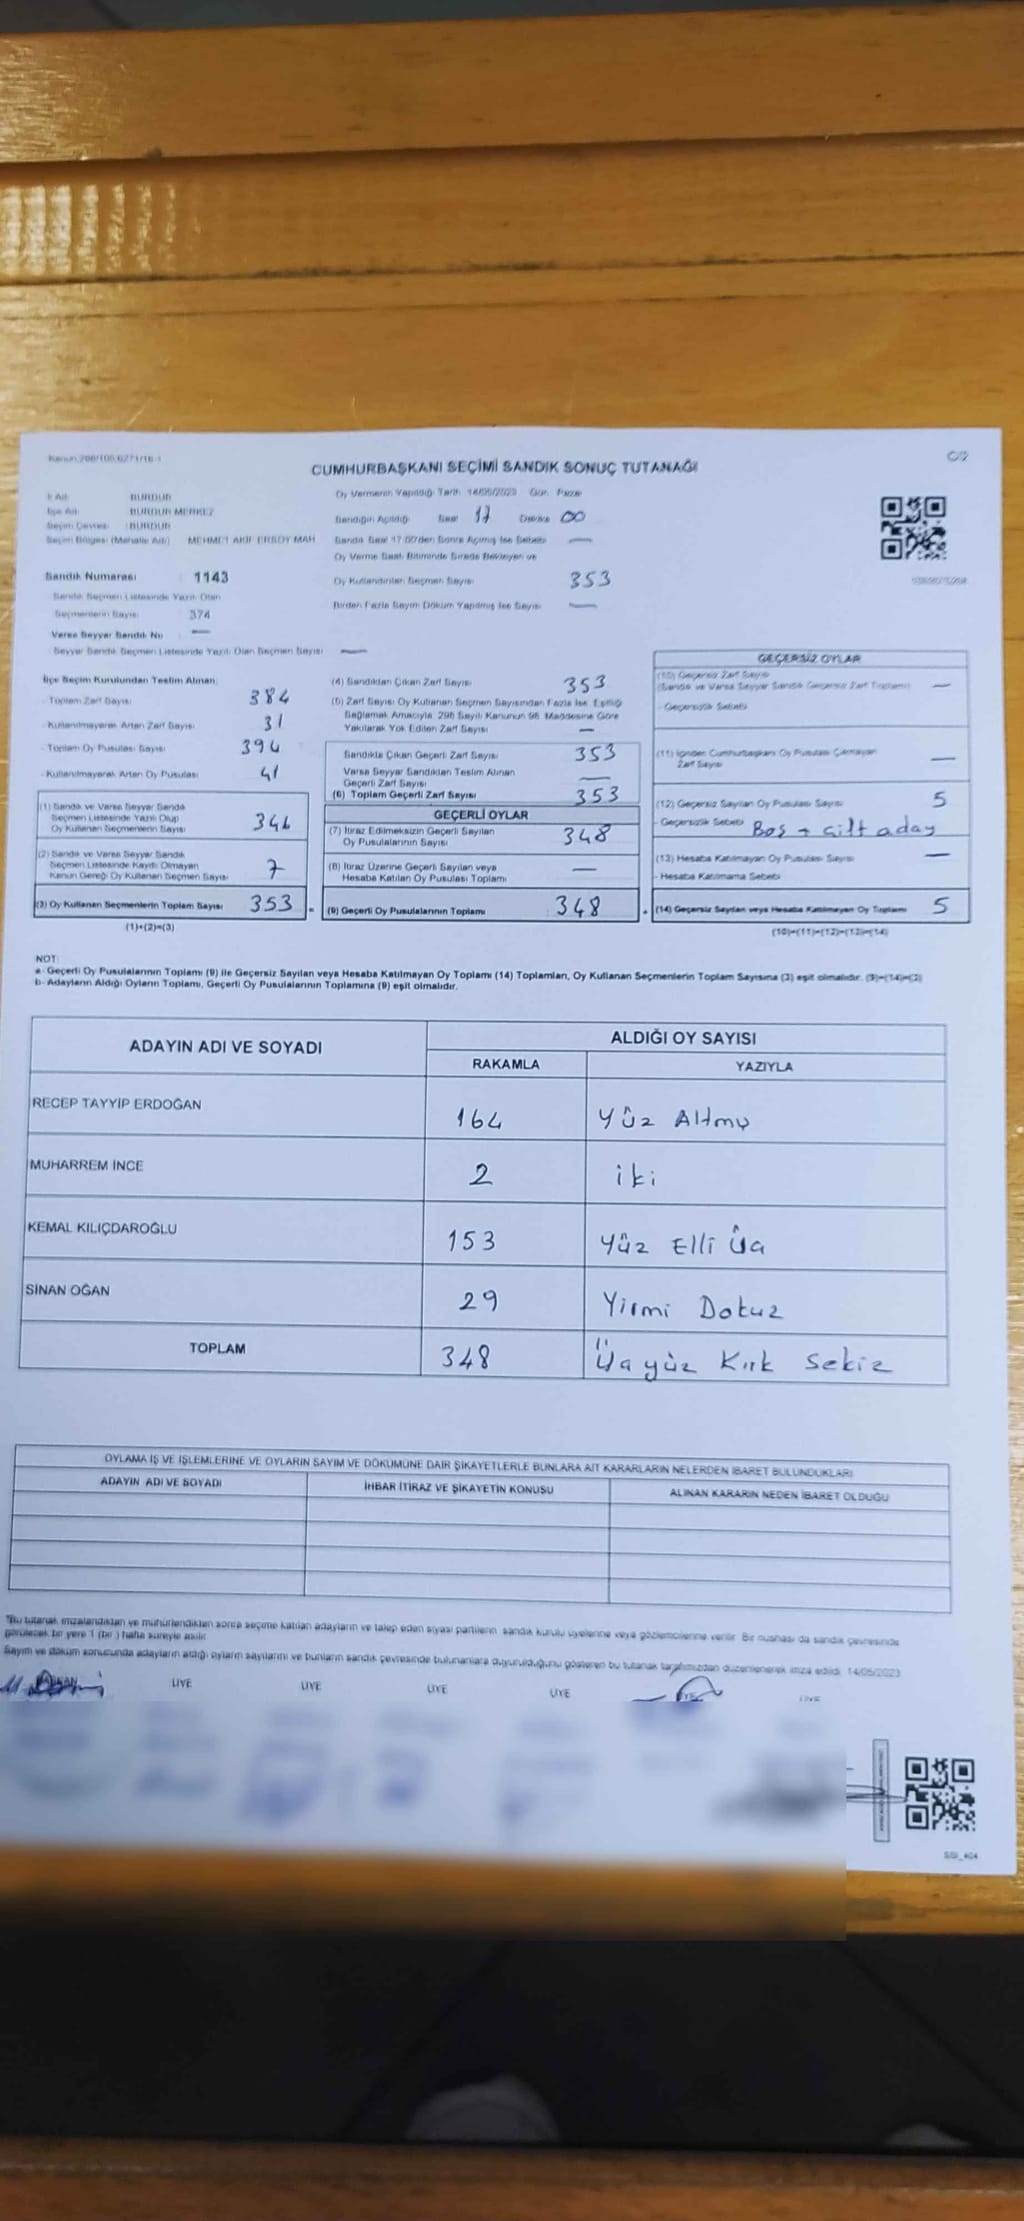 Kanun:298/105,6271/16-1
C/2
CUMHURBAŞKANI SEÇİMİ SANDIK SONUÇ TUTANAĞI
İl Adı : BURDUR
İlçe Adı : BURDUR MERKEZ
Seçim Çevresi : BURDUR
Seçim Bölgesi (Mahalle Adı) MEHMET AKİF ERSOY MAH
Sandık Numarası 1143
Sandık Seçmen Listesinde Yazılı Olan
Seçmenlerin Sayısı 374
Varsa Seyyar Sandık No —
Seyyar Sandık Seçmen Listesinde Yazılı Olan Seçmen Sayısı —
Oy Vermenin Yapıldığı Tarih 14/05/2023 Gün Pazar
Sandığın Açıldığı Saat 17 Dakika 00
Sandık Saat 17.00'den Sonra Açılmış İse Sebebi —
Oy Verme Saati Bitiminde Sırada Bekleyen ve
Oy Kullandırılan Seçmen Sayısı 353
Birden Fazla Sayım Döküm Yapılmış İse Sayısı —
İlçe Seçim Kurulundan Teslim Alınan;
- Toplam Zarf Sayısı 384
- Kullanılmayarak Artan Zarf Sayısı 31
- Toplam Oy Pusulası Sayısı 394
- Kullanılmayarak Artan Oy Pusulası 41
(1) Sandık ve Varsa Seyyar Sandık
Seçmen Listesinde Yazılı Olup
Oy Kullanan Seçmenlerin Sayısı 346
(2) Sandık ve Varsa Seyyar Sandık
Seçmen Listesinde Kayıtlı Olmayan
Kanun Gereği Oy Kullanan Seçmen Sayısı 7
(3) Oy Kullanan Seçmenlerin Toplam Sayısı 353
(1)+(2)=(3)
(4) Sandıktan Çıkan Zarf Sayısı 353
(5) Zarf Sayısı Oy Kullanan Seçmen Sayısından Fazla İse, Eşitliği
Sağlamak Amacıyla 298 Sayılı Kanunun 98. Maddesine Göre
Yakılarak Yok Edilen Zarf Sayısı —
Sandıkta Çıkan Geçerli Zarf Sayısı 353
Varsa Seyyar Sandıktan Teslim Alınan
Geçerli Zarf Sayısı —
(6) Toplam Geçerli Zarf Sayısı 353
GEÇERLİ OYLAR
(7) İtiraz Edilmeksizin Geçerli Sayılan
Oy Pusulalarının Sayısı 348
(8) İtiraz Üzerine Geçerli Sayılan veya
Hesaba Katılan Oy Pusulası Toplamı —
(9) Geçerli Oy Pusulalarının Toplamı 348
GEÇERSİZ OYLAR
(10) Geçersiz Zarf Sayısı
(Sandık ve Varsa Seyyar Sandık Geçersiz Zarf Toplamı) —
- Geçersizlik Sebebi
(11) İçinden Cumhurbaşkanı Oy Pusulası Çıkmayan
Zarf Sayısı —
(12) Geçersiz Sayılan Oy Pusulası Sayısı 5
- Geçersizlik Sebebi Boş + çift aday
(13) Hesaba Katılmayan Oy Pusulası Sayısı —
- Hesaba Katılmama Sebebi
(14) Geçersiz Sayılan veya Hesaba Katılmayan Oy Toplamı 5
(10)+(11)+(12)+(13)=(14)
NOT:
a- Geçerli Oy Pusulalarının Toplamı (9) ile Geçersiz Sayılan veya Hesaba Katılmayan Oy Toplamı (14) Toplamları, Oy Kullanan Seçmenlerin Toplam Sayısına (3) eşit olmalıdır. (9)+(14)=(3)
b- Adayların Aldığı Oyların Toplamı, Geçerli Oy Pusulalarının Toplamına (9) eşit olmalıdır.
ADAYIN ADI VE SOYADI
ALDIĞI OY SAYISI
RAKAMLA YAZIYLA
RECEP TAYYİP ERDOĞAN 164 Yüz Altmış
MUHARREM İNCE 2 iki
KEMAL KILIÇDAROĞLU 153 Yüz Elli Üç
SİNAN OĞAN 29 Yirmi Dokuz
TOPLAM 348 Üçyüz Kırk Sekiz
OYLAMA İŞ VE İŞLEMLERİNE VE OYLARIN SAYIM VE DÖKÜMÜNE DAİR ŞİKAYETLERLE BUNLARA AİT KARARLARIN NELERDEN İBARET BULUNDUKLARI
ADAYIN ADI VE SOYADI
İHBAR İTİRAZ VE ŞİKAYETİN KONUSU
ALINAN KARARIN NEDEN İBARET OLDUĞU
"Bu tutanak imzalandıktan ve mühürlendikten sonra seçime katılan adayların ve talep eden siyasi partilerin sandık kurulu üyelerine veya gözlemcilerine verilir. Bir nüshası da sandık çevresinde
görülecek bir yere 1 (bir ) hafta süreyle asılır.
Sayım ve döküm sonucunda adayların aldığı oyların sayılarını ve bunların sandık çevresinde bulunanlara duyurulduğunu gösteren bu tutanak tarafımızdan düzenlenerek imza edildi. 14/05/2023
BAŞKAN ÜYE ÜYE ÜYE ÜYE ÜYE ÜYE